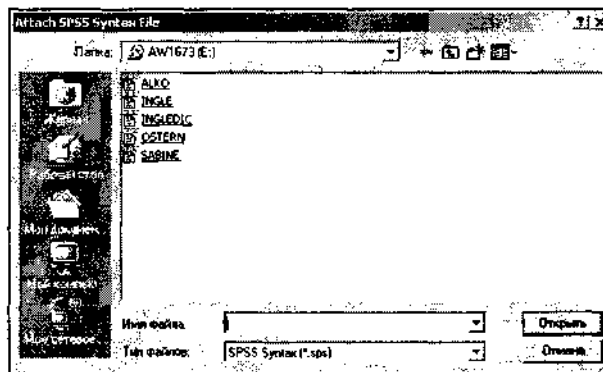 Attach SPSS Syntax File
Папка: AW1673 (E:)
ALKO
INGLE
INGLEDIC
OSTERN
SABINE
Рабочий стол
Мои докумен
Имя файла
Тип файлов: SPSS Syntax (*.sps)
Открыть
Отмена